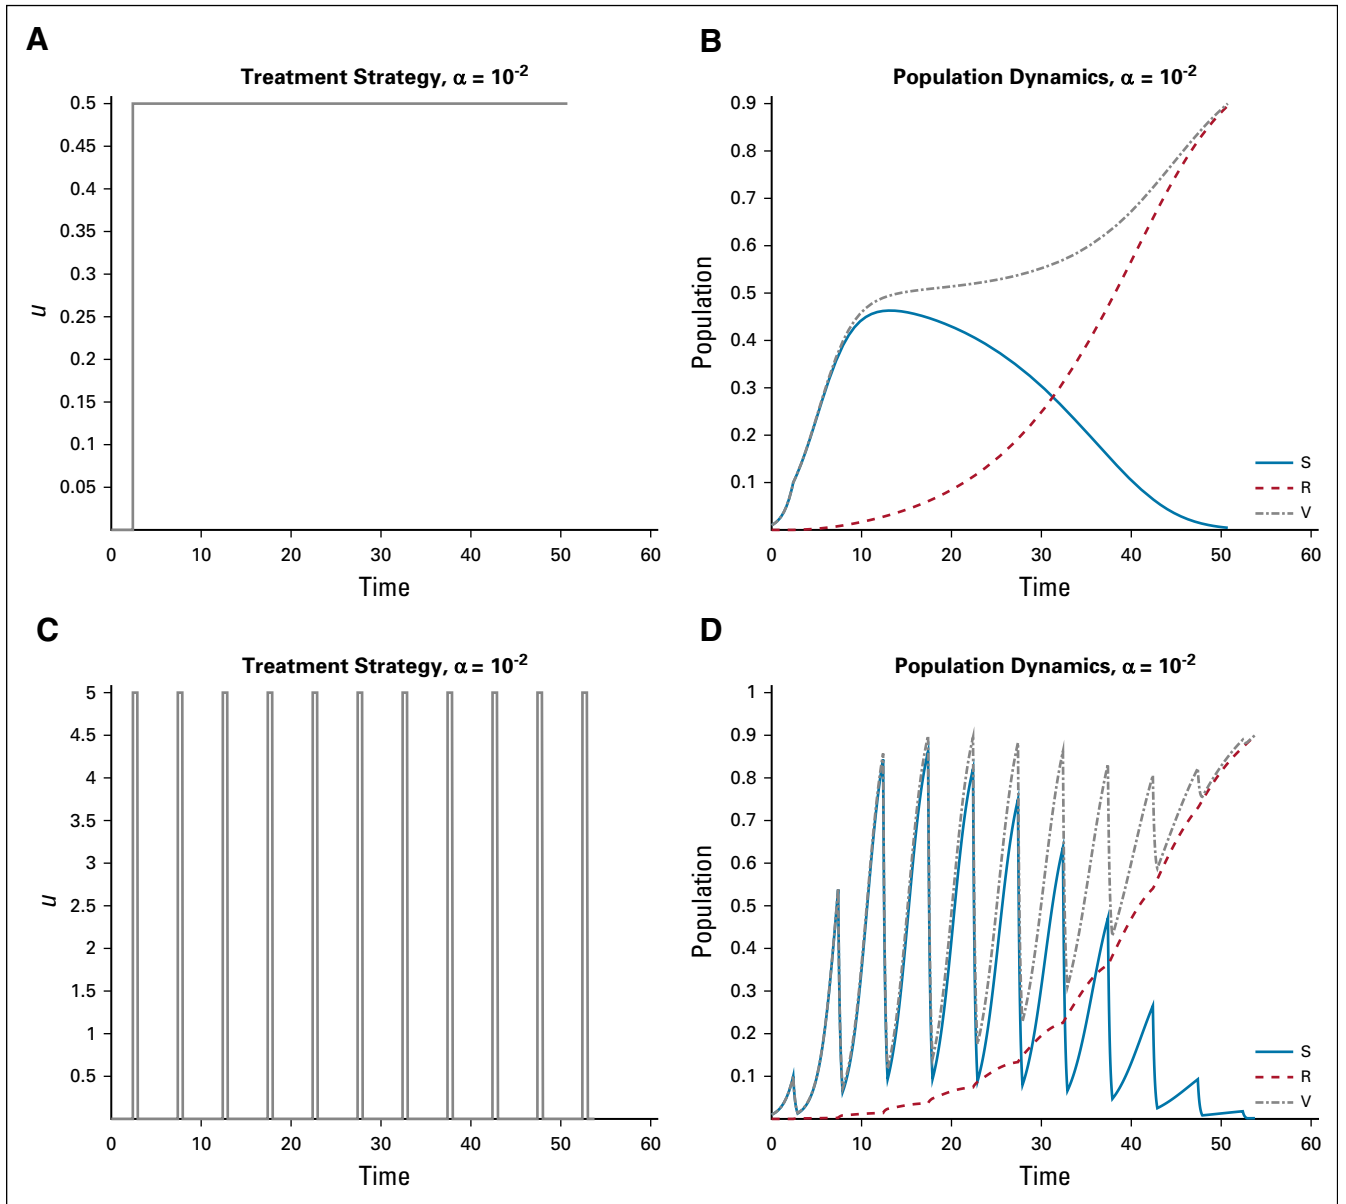 A
Treatment Strategy, α = 10-2
0.5
0.45
0.4
0.35
0.3
0.25
0.2
0.15
0.1
0.05
u
0 10 20 30 40 50 60
Time
B
Population Dynamics, α = 10-2
0.9
0.8
0.7
0.6
0.5
0.4
0.3
0.2
0.1
Population
S
R
V
0 10 20 30 40 50 60
Time
C
Treatment Strategy, α = 10-2
5
4.5
4
3.5
3
2.5
2
1.5
1
0.5
u
0 10 20 30 40 50 60
Time
D
Population Dynamics, α = 10-2
1
0.9
0.8
0.7
0.6
0.5
0.4
0.3
0.2
0.1
Population
S
R
V
0 10 20 30 40 50 60
Time